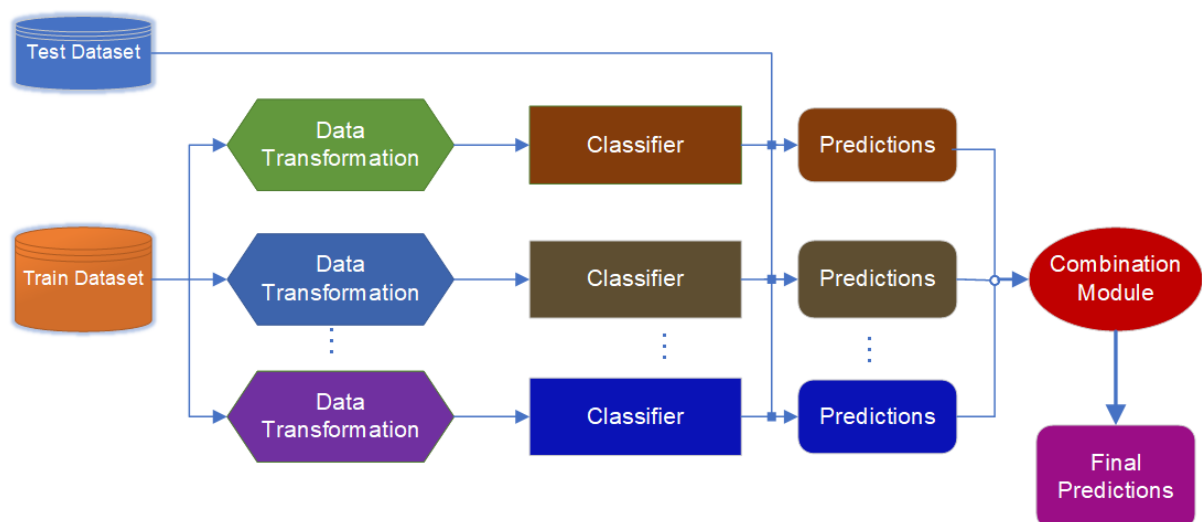 Test Dataset
Data
Transformation
Classifier
Predictions
Train Dataset
Data
Transformation
Classifier
Predictions
Combination
Module
Data
Transformation
Classifier
Predictions
Final
Predictions